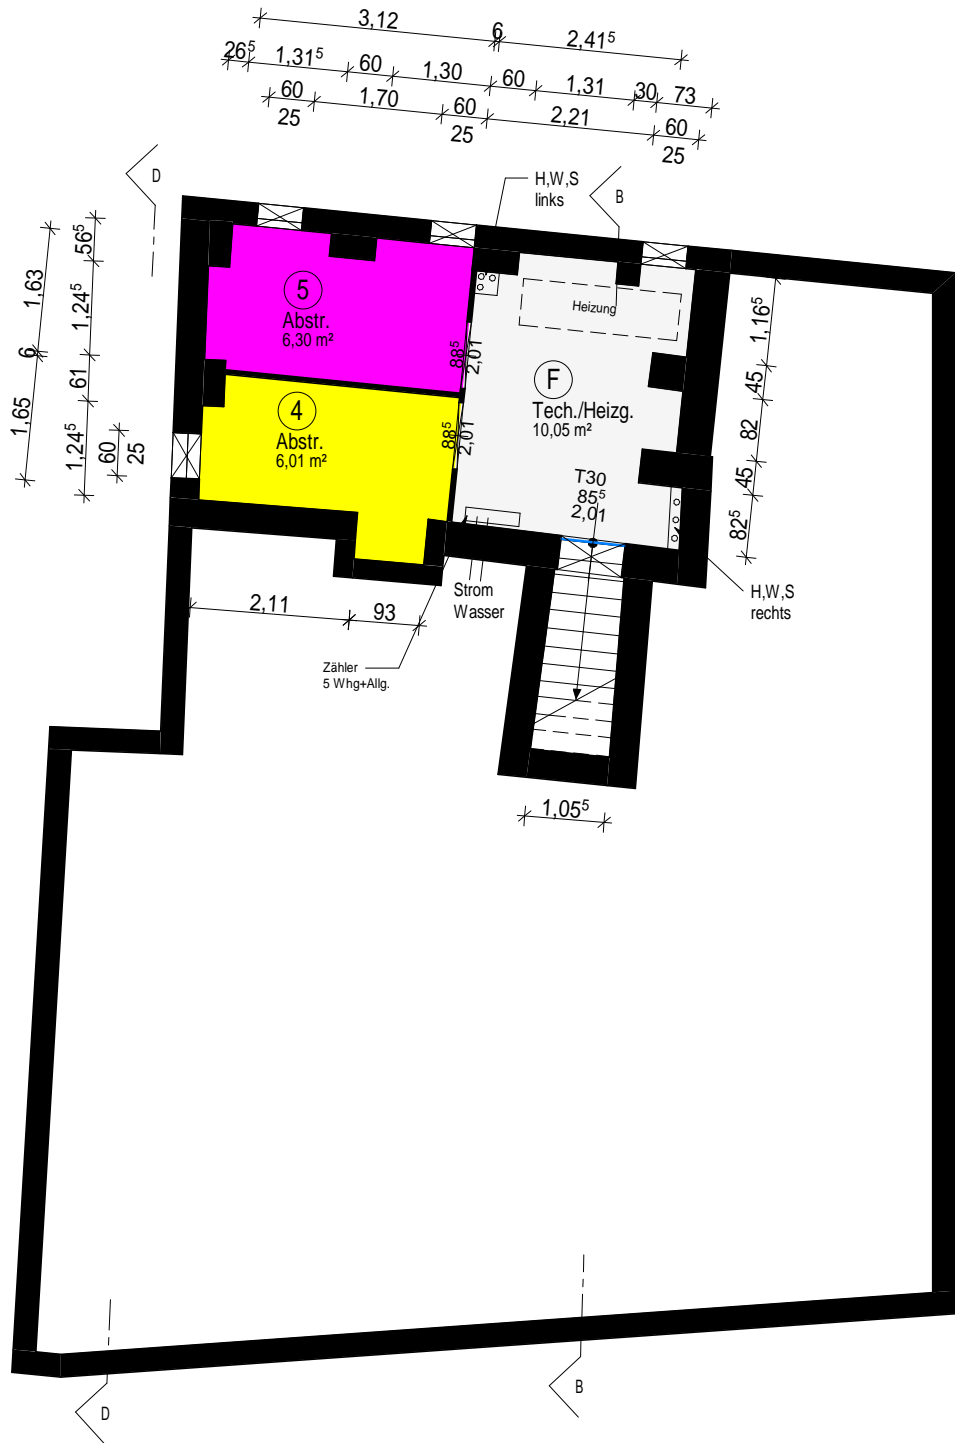 3,12
6
2,41⁵
26⁵
1,31⁵
60
1,30
60
1,31
30
73
60
25
1,70
60
25
2,21
60
25
D
H,W,S
links
B
56⁵
1,63
1,24⁵
6
61
1,65
1,24⁵
60
25
5
Abstr.
6,30 m²
Heizung
88⁵
2,01
F
Tech./Heizg.
10,05 m²
4
Abstr.
6,01 m²
88⁵
2,01
T30
85⁵
2,01
1,16⁵
45
82
45
82⁵
Strom
Wasser
H,W,S
rechts
2,11
93
Zähler
5 Whg+Allg.
1,05⁵
B
D